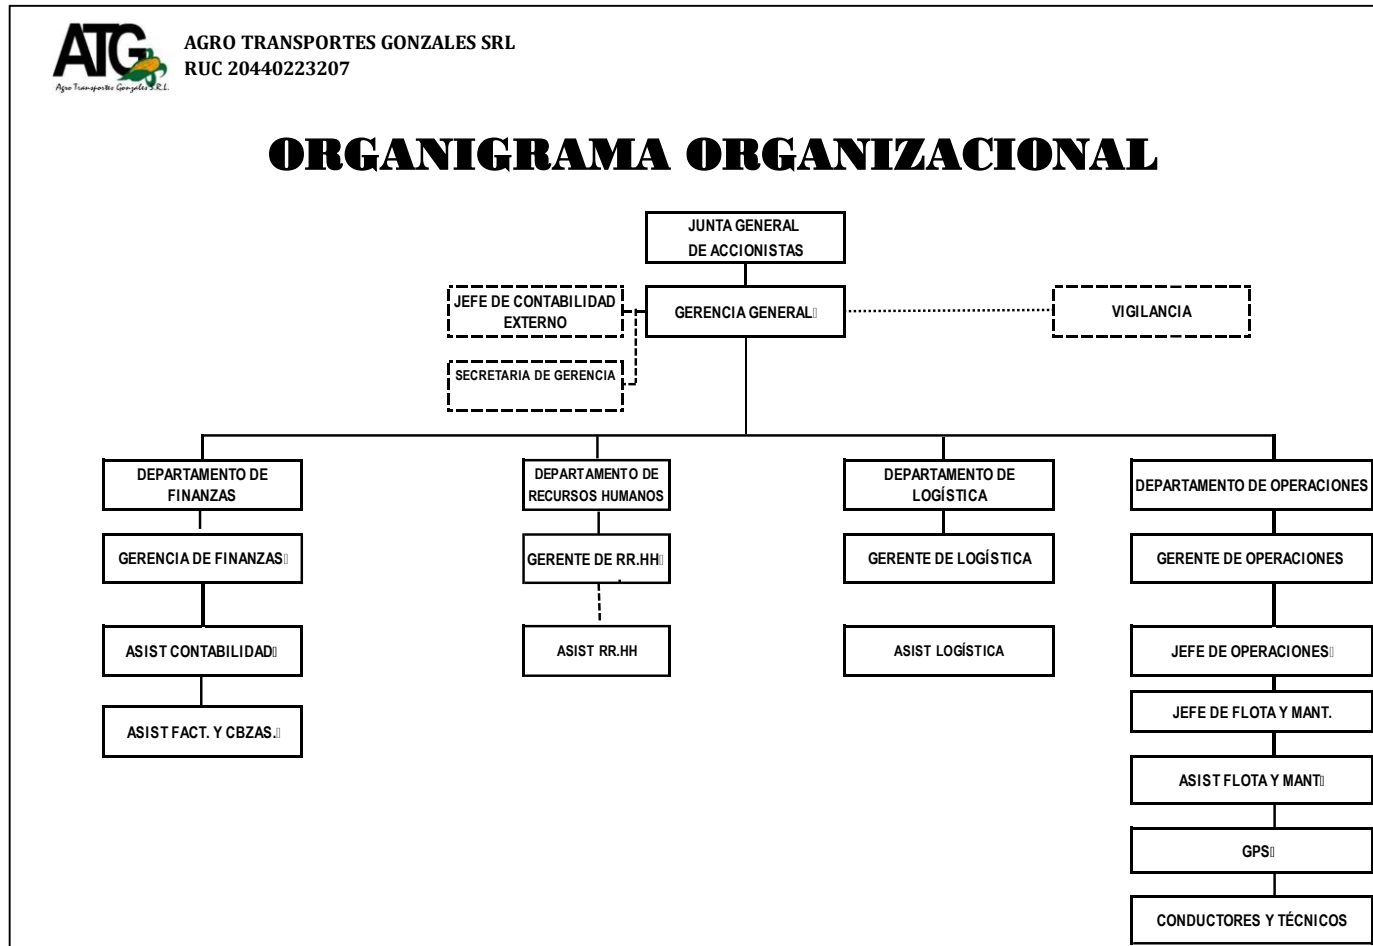 ATG
Agro Transportes Gonzales S.R.L.
AGRO TRANSPORTES GONZALES SRL
RUC 20440223207
ORGANIGRAMA ORGANIZACIONAL
JUNTA GENERAL
DE ACCIONISTAS
JEFE DE CONTABILIDAD
EXTERNO
GERENCIA GENERAL
VIGILANCIA
SECRETARIA DE GERENCIA
DEPARTAMENTO DE
FINANZAS
DEPARTAMENTO DE
RECURSOS HUMANOS
DEPARTAMENTO DE
LOGÍSTICA
DEPARTAMENTO DE OPERACIONES
GERENCIA DE FINANZAS
GERENTE DE RR.HH
GERENTE DE LOGÍSTICA
GERENTE DE OPERACIONES
ASIST CONTABILIDAD
ASIST RR.HH
ASIST LOGÍSTICA
JEFE DE OPERACIONES
ASIST FACT. Y CBZAS.
JEFE DE FLOTA Y MANT.
ASIST FLOTA Y MANT
GPS
CONDUCTORES Y TÉCNICOS